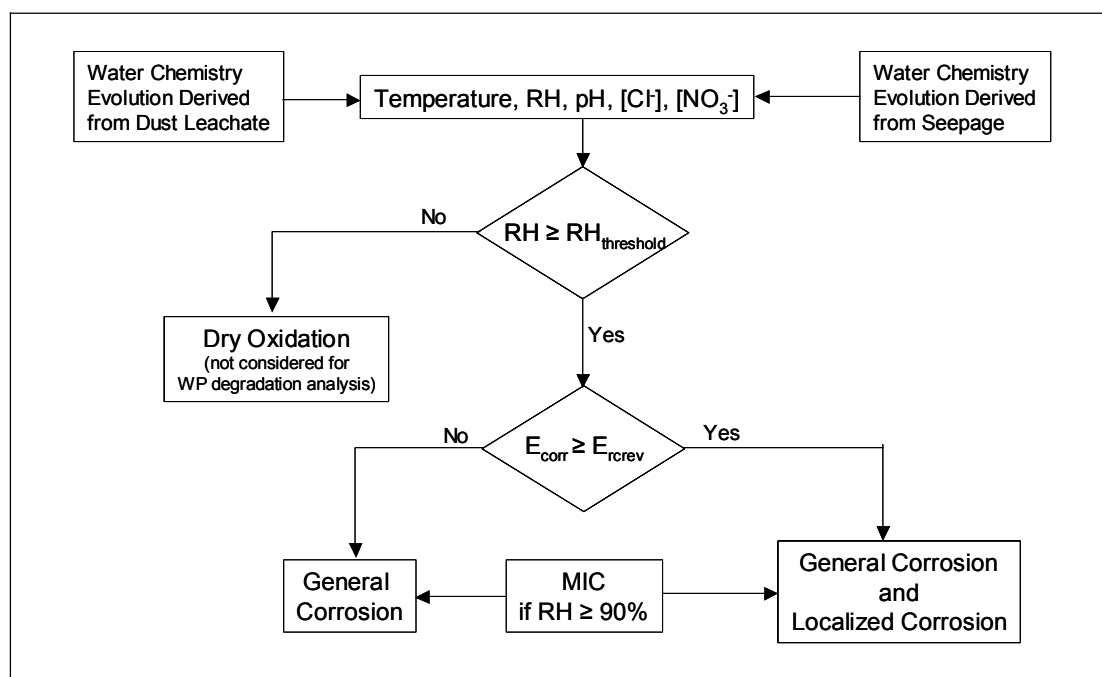 Water Chemistry
Evolution Derived
from Dust Leachate
Temperature, RH, pH, [Cl⁻], [NO₃⁻]
Water Chemistry
Evolution Derived
from Seepage
No
RH ≥ RHthreshold
Yes
Dry Oxidation
(not considered for
WP degradation analysis)
No
Ecorr ≥ Ercrev
Yes
General
Corrosion
MIC
if RH ≥ 90%
General Corrosion
and
Localized Corrosion